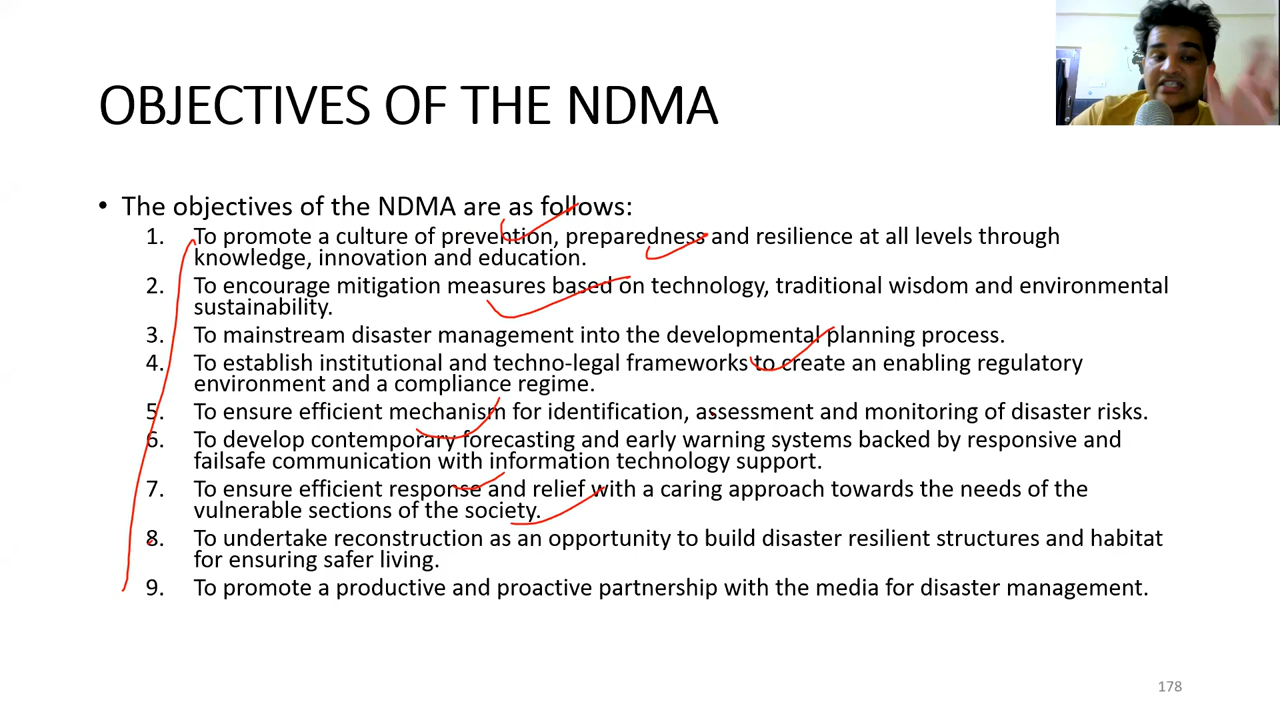 OBJECTIVES OF THE NDMA
• The objectives of the NDMA are as follows:
1. To promote a culture of prevention, preparedness and resilience at all levels through
knowledge, innovation and education.
2. To encourage mitigation measures based on technology, traditional wisdom and environmental
sustainability.
3. To mainstream disaster management into the developmental planning process.
4. To establish institutional and techno-legal frameworks to create an enabling regulatory
environment and a compliance regime.
5. To ensure efficient mechanism for identification, assessment and monitoring of disaster risks.
6. To develop contemporary forecasting and early warning systems backed by responsive and
failsafe communication with information technology support.
7. To ensure efficient response and relief with a caring approach towards the needs of the
vulnerable sections of the society.
8. To undertake reconstruction as an opportunity to build disaster resilient structures and habitat
for ensuring safer living.
9. To promote a productive and proactive partnership with the media for disaster management.
178